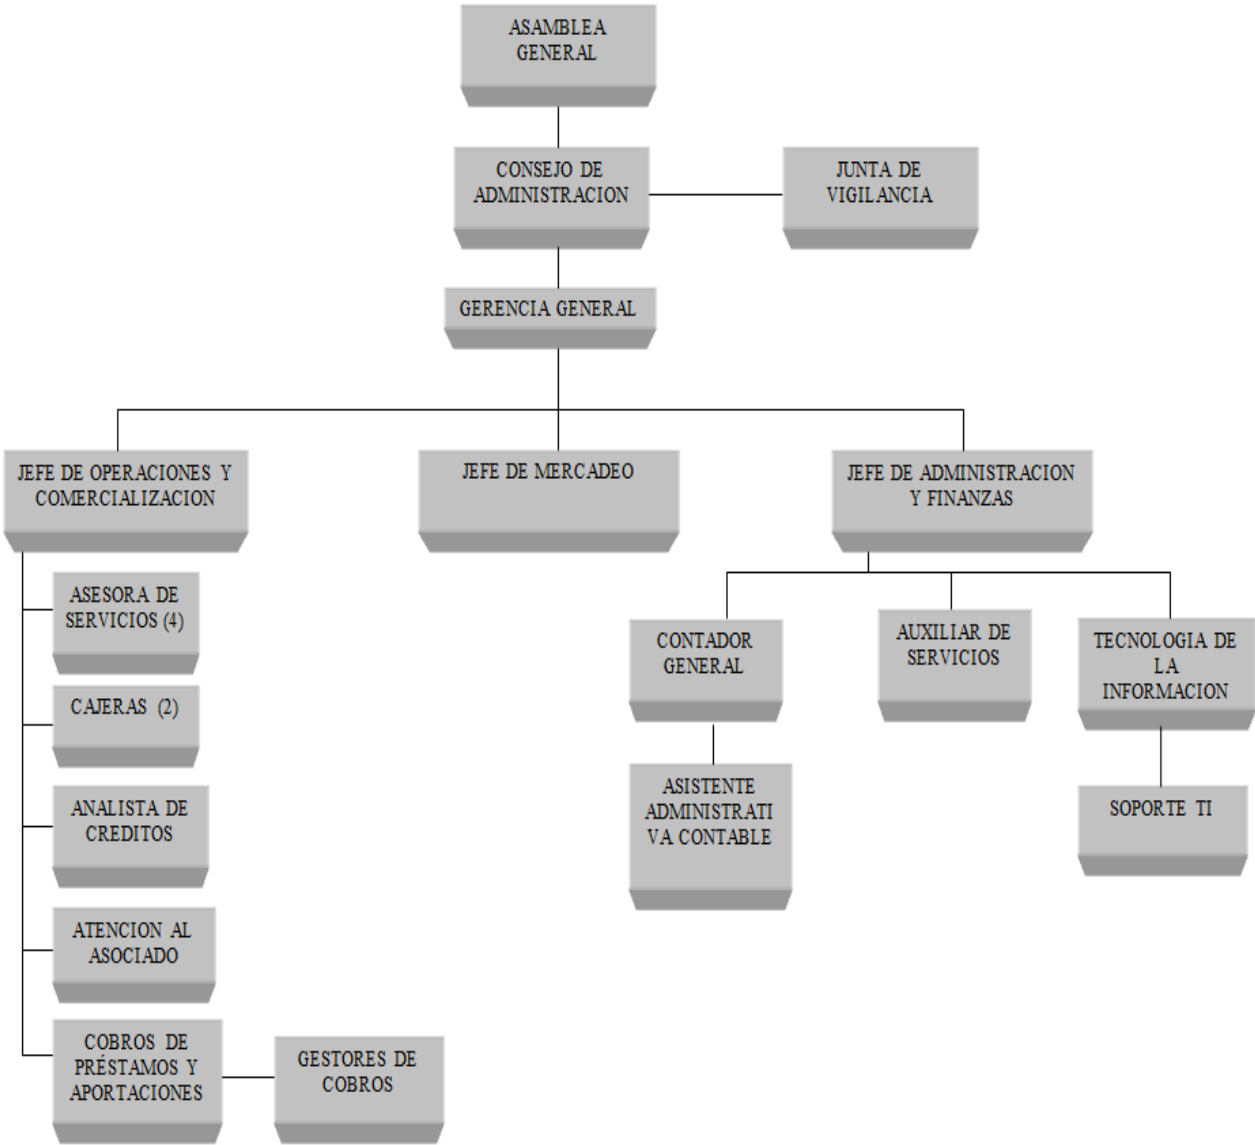 ASAMBLEA
GENERAL
CONSEJO DE
ADMINISTRACION
JUNTA DE
VIGILANCIA
GERENCIA GENERAL
JEFE DE OPERACIONES Y
COMERCIALIZACION
JEFE DE MERCADEO
JEFE DE ADMINISTRACION
Y FINANZAS
ASESORA DE
SERVICIOS (4)
CAJERAS (2)
ANALISTA DE
CREDITOS
ATENCION AL
ASOCIADO
COBROS DE
PRÉSTAMOS Y
APORTACIONES
GESTORES DE
COBROS
CONTADOR
GENERAL
AUXILIAR DE
SERVICIOS
TECNOLOGIA DE
LA
INFORMACION
ASISTENTE
ADMINISTRATI
VA CONTABLE
SOPORTE TI